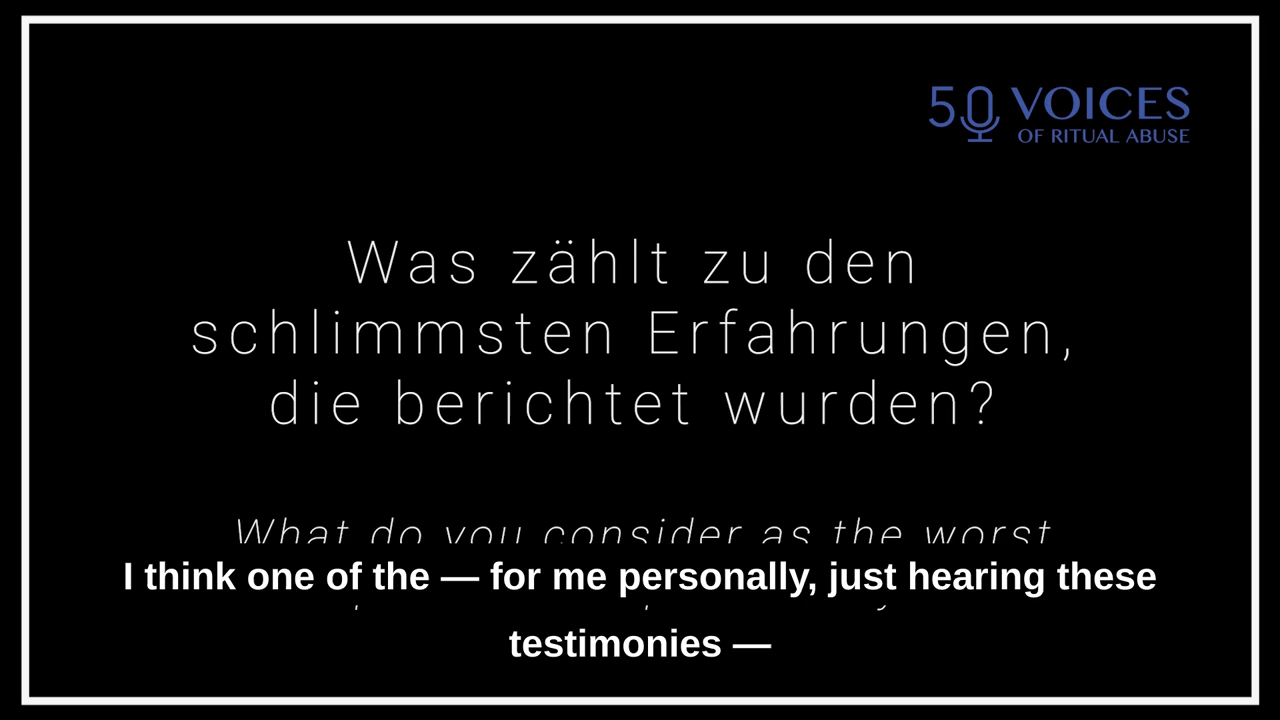 50 VOICES
OF RITUAL ABUSE
Was zählt zu den
schlimmsten Erfahrungen,
die berichtet wurden?
What do you consider as the worst
I think one of the — for me personally, just hearing these
testimonies —